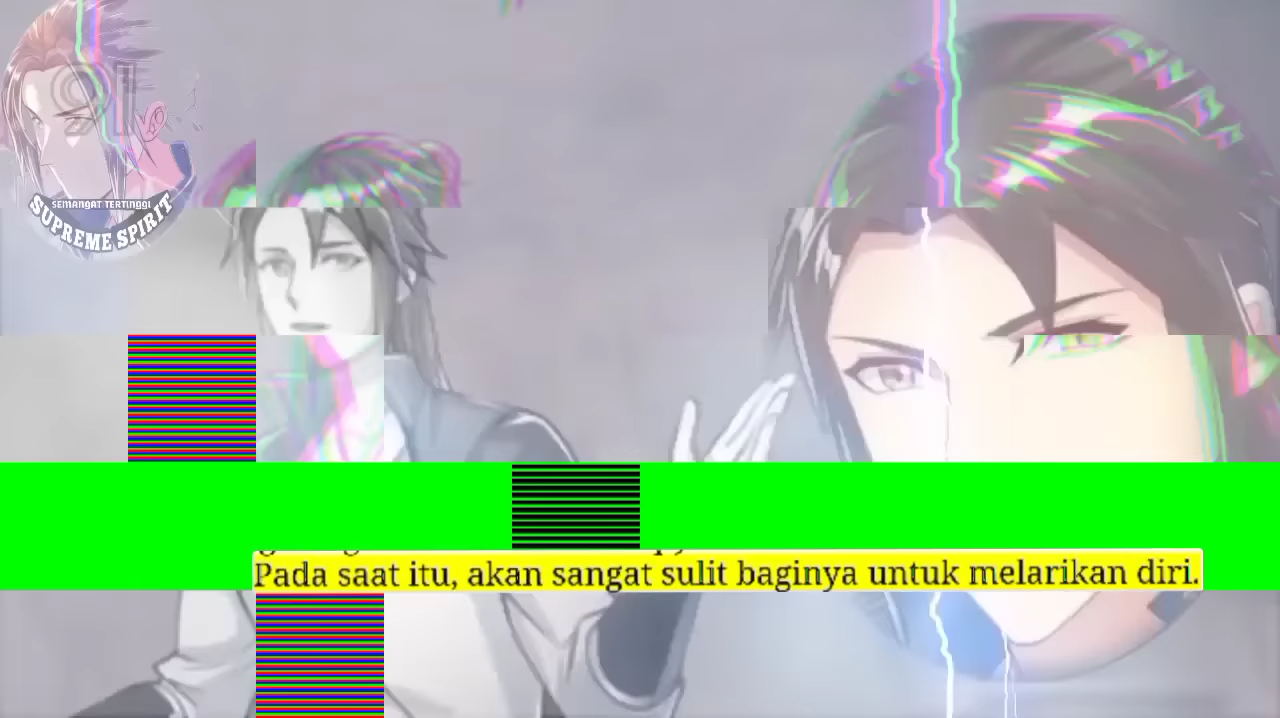 SEMANGAT TERTINGGI
SUPREME SPIRIT
Pada saat itu, akan sangat sulit baginya untuk melarikan diri.